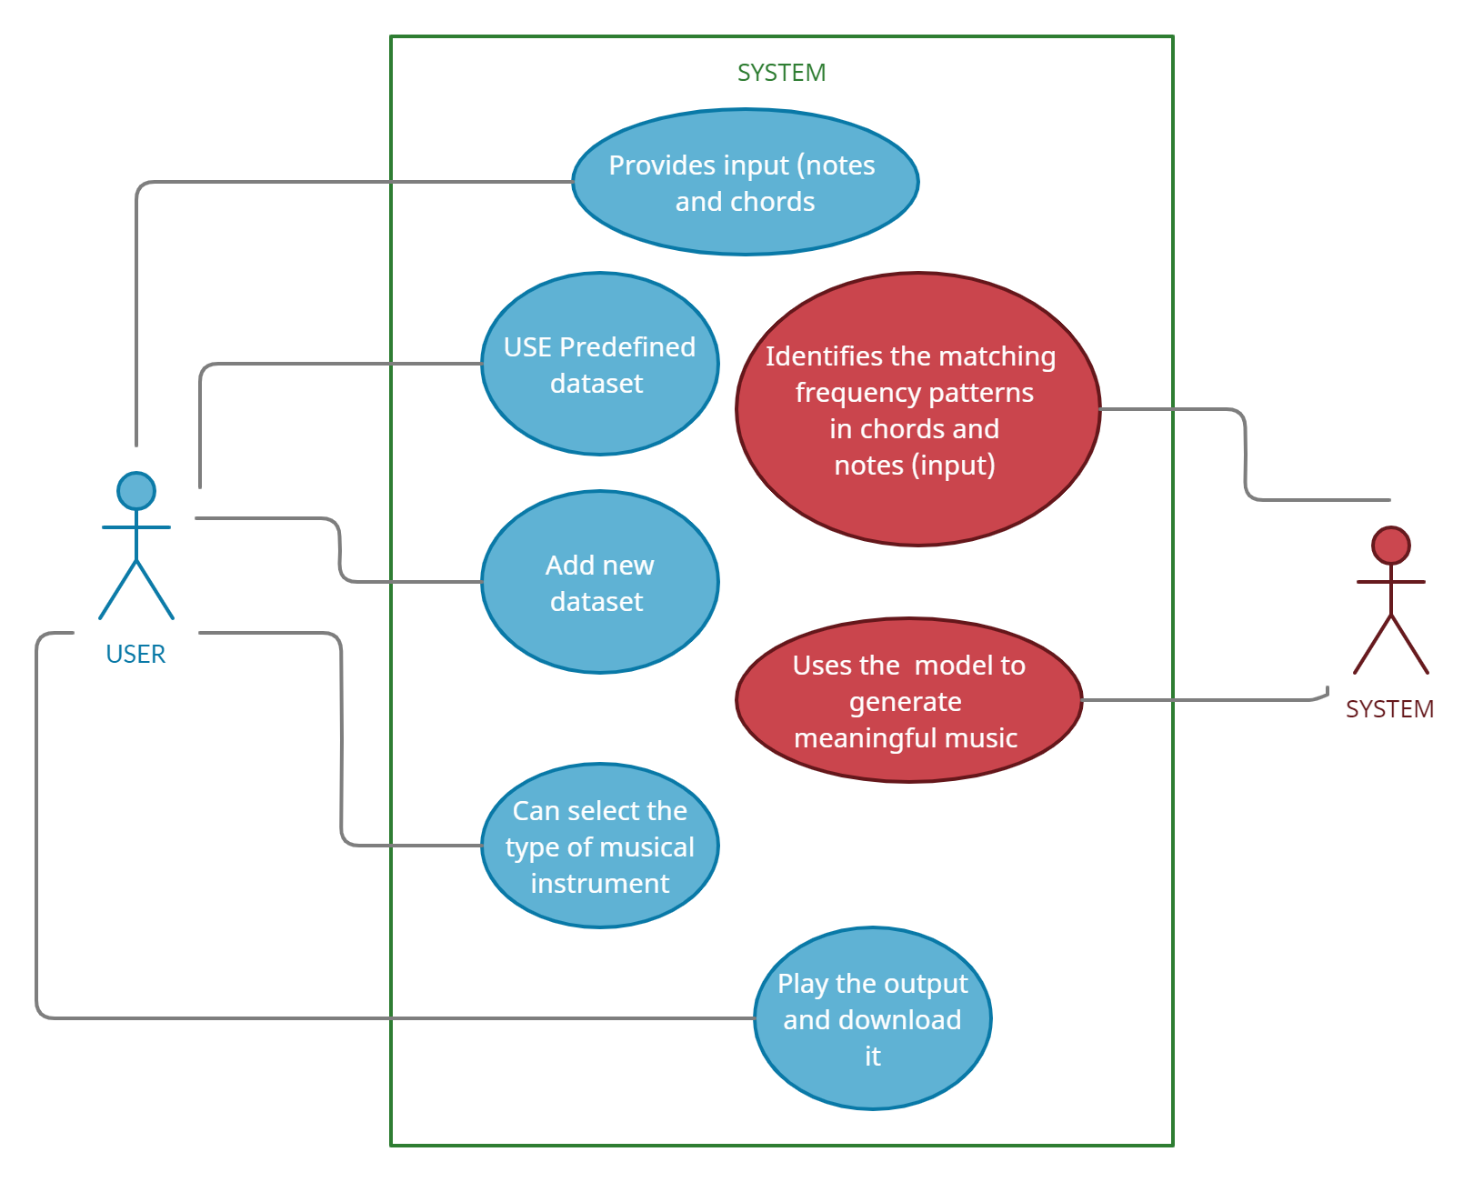 SYSTEM
Provides input (notes
and chords
USE Predefined
dataset
Identifies the matching
frequency patterns
in chords and
notes (input)
Add new
dataset
USER
Uses the  model to
generate
meaningful music
SYSTEM
Can select the
type of musical
instrument
Play the output
and download
it